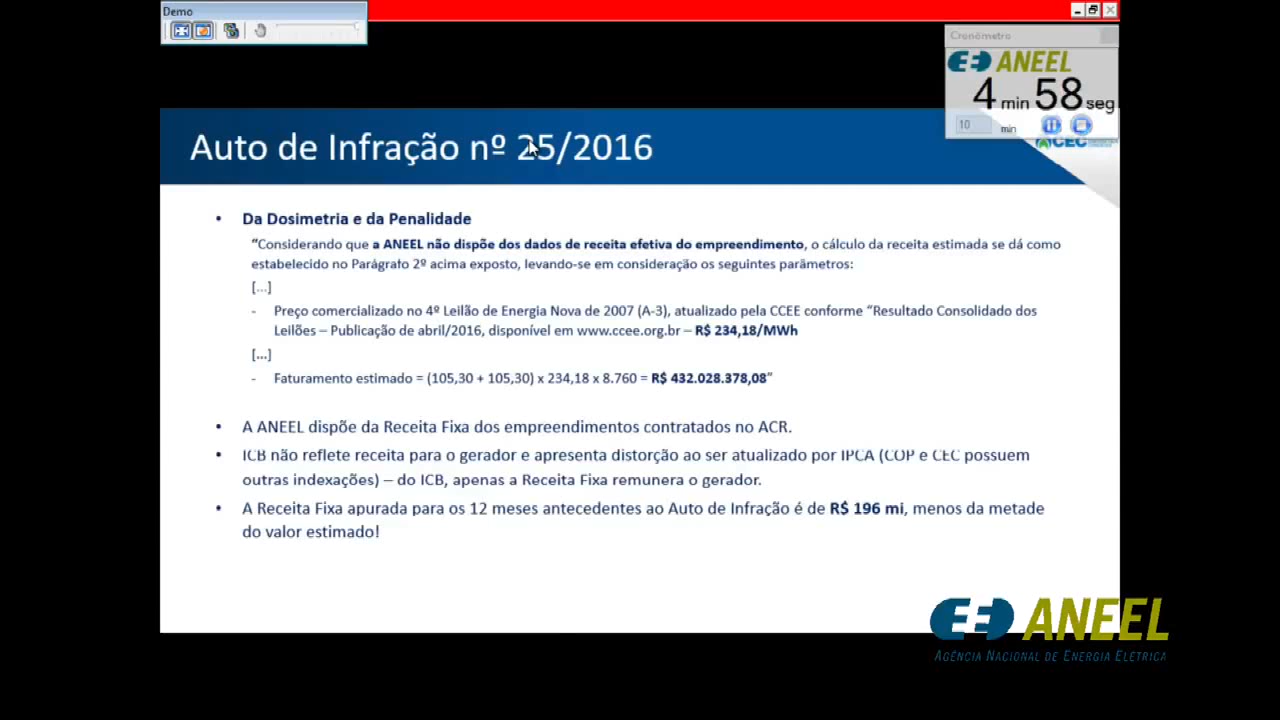 Demo
Cronômetro
ANEEL
4 min 58 seg
10 min
Auto de Infração nº 25/2016
• Da Dosimetria e da Penalidade
“Considerando que a ANEEL não dispõe dos dados de receita efetiva do empreendimento, o cálculo da receita estimada se dá como
estabelecido no Parágrafo 2º acima exposto, levando-se em consideração os seguintes parâmetros:
[...]
- Preço comercializado no 4º Leilão de Energia Nova de 2007 (A-3), atualizado pela CCEE conforme “Resultado Consolidado dos
Leilões – Publicação de abril/2016, disponível em www.ccee.org.br – R$ 234,18/MWh
[...]
- Faturamento estimado = (105,30 + 105,30) x 234,18 x 8.760 = R$ 432.028.378,08”
• A ANEEL dispõe da Receita Fixa dos empreendimentos contratados no ACR.
• ICB não reflete receita para o gerador e apresenta distorção ao ser atualizado por IPCA (COP e CEC possuem
outras indexações) – do ICB, apenas a Receita Fixa remunera o gerador.
• A Receita Fixa apurada para os 12 meses antecedentes ao Auto de Infração é de R$ 196 mi, menos da metade
do valor estimado!
ANEEL
AGÊNCIA NACIONAL DE ENERGIA ELÉTRICA